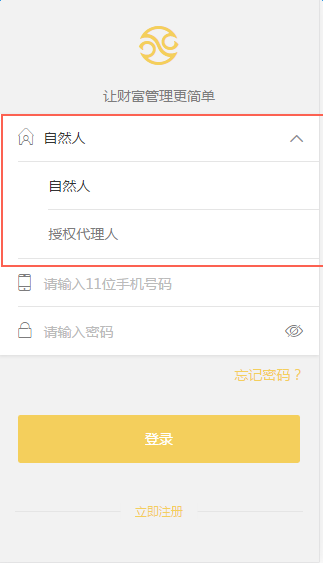 让财富管理更简单
自然人
自然人
授权代理人
请输入11位手机号码
请输入密码
忘记密码？
登录
立即注册